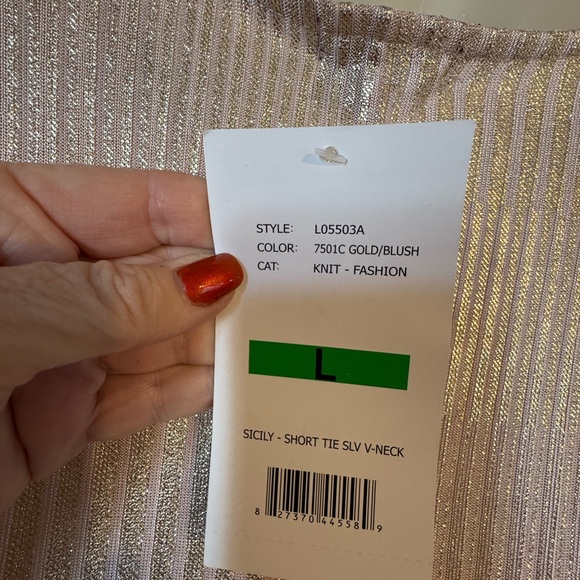 STYLE: L05503A
COLOR: 7501C GOLD/BLUSH
CAT: KNIT - FASHION
L
SICILY - SHORT TIE SLV V-NECK
8 27370 44558 9